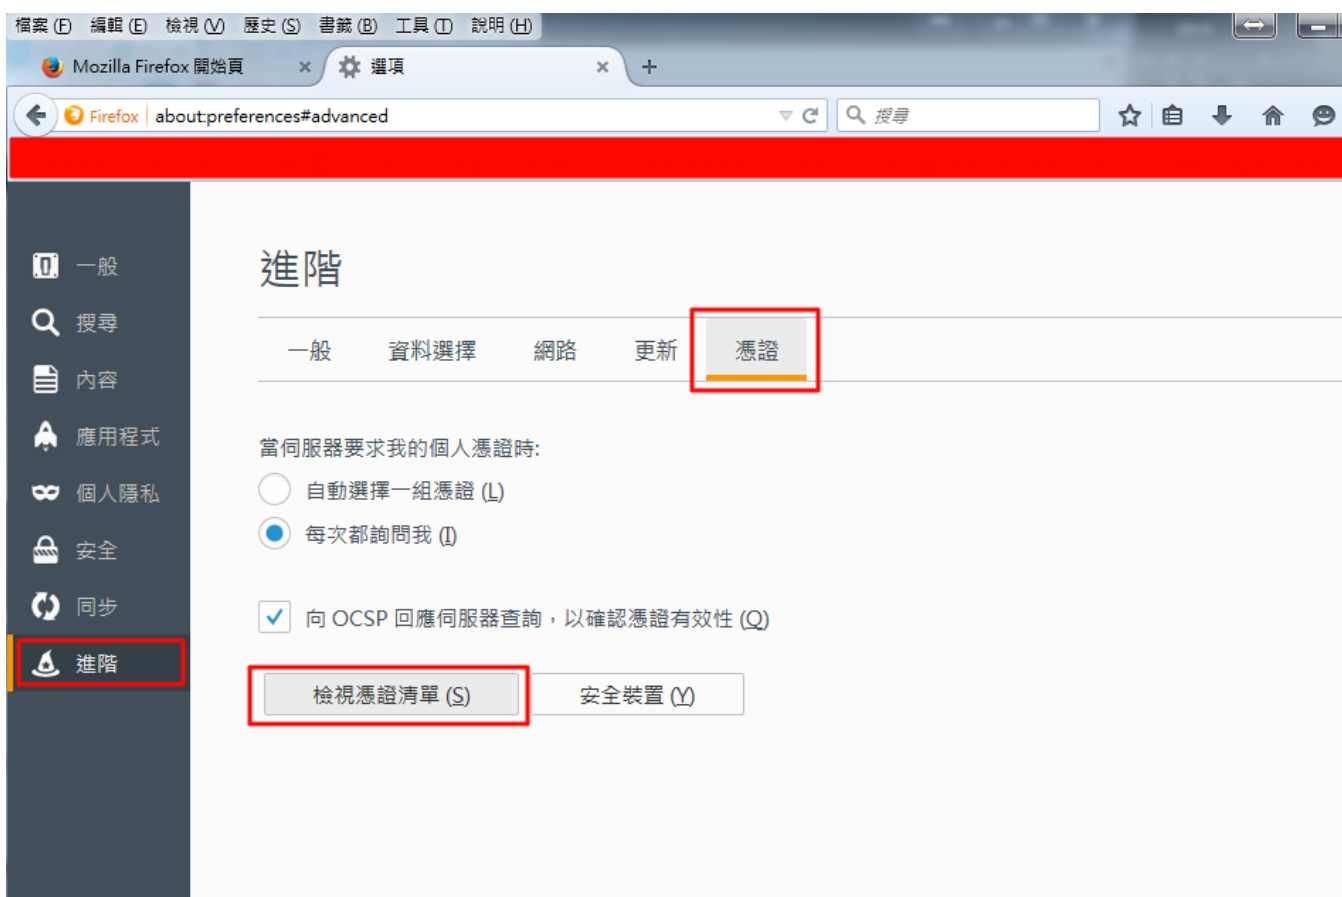 檔案(F) 編輯(E) 檢視(V) 歷史(S) 書籤(B) 工具(T) 說明(H)
Mozilla Firefox 開始頁 × 選項 × +
Firefox about:preferences#advanced 搜尋
一般
搜尋
內容
應用程式
個人隱私
安全
同步
進階
進階
一般 資料選擇 網路 更新 憑證
當伺服器要求我的個人憑證時:
自動選擇一組憑證 (L)
每次都詢問我 (I)
向 OCSP 回應伺服器查詢，以確認憑證有效性 (Q)
檢視憑證清單 (S) 安全裝置 (Y)